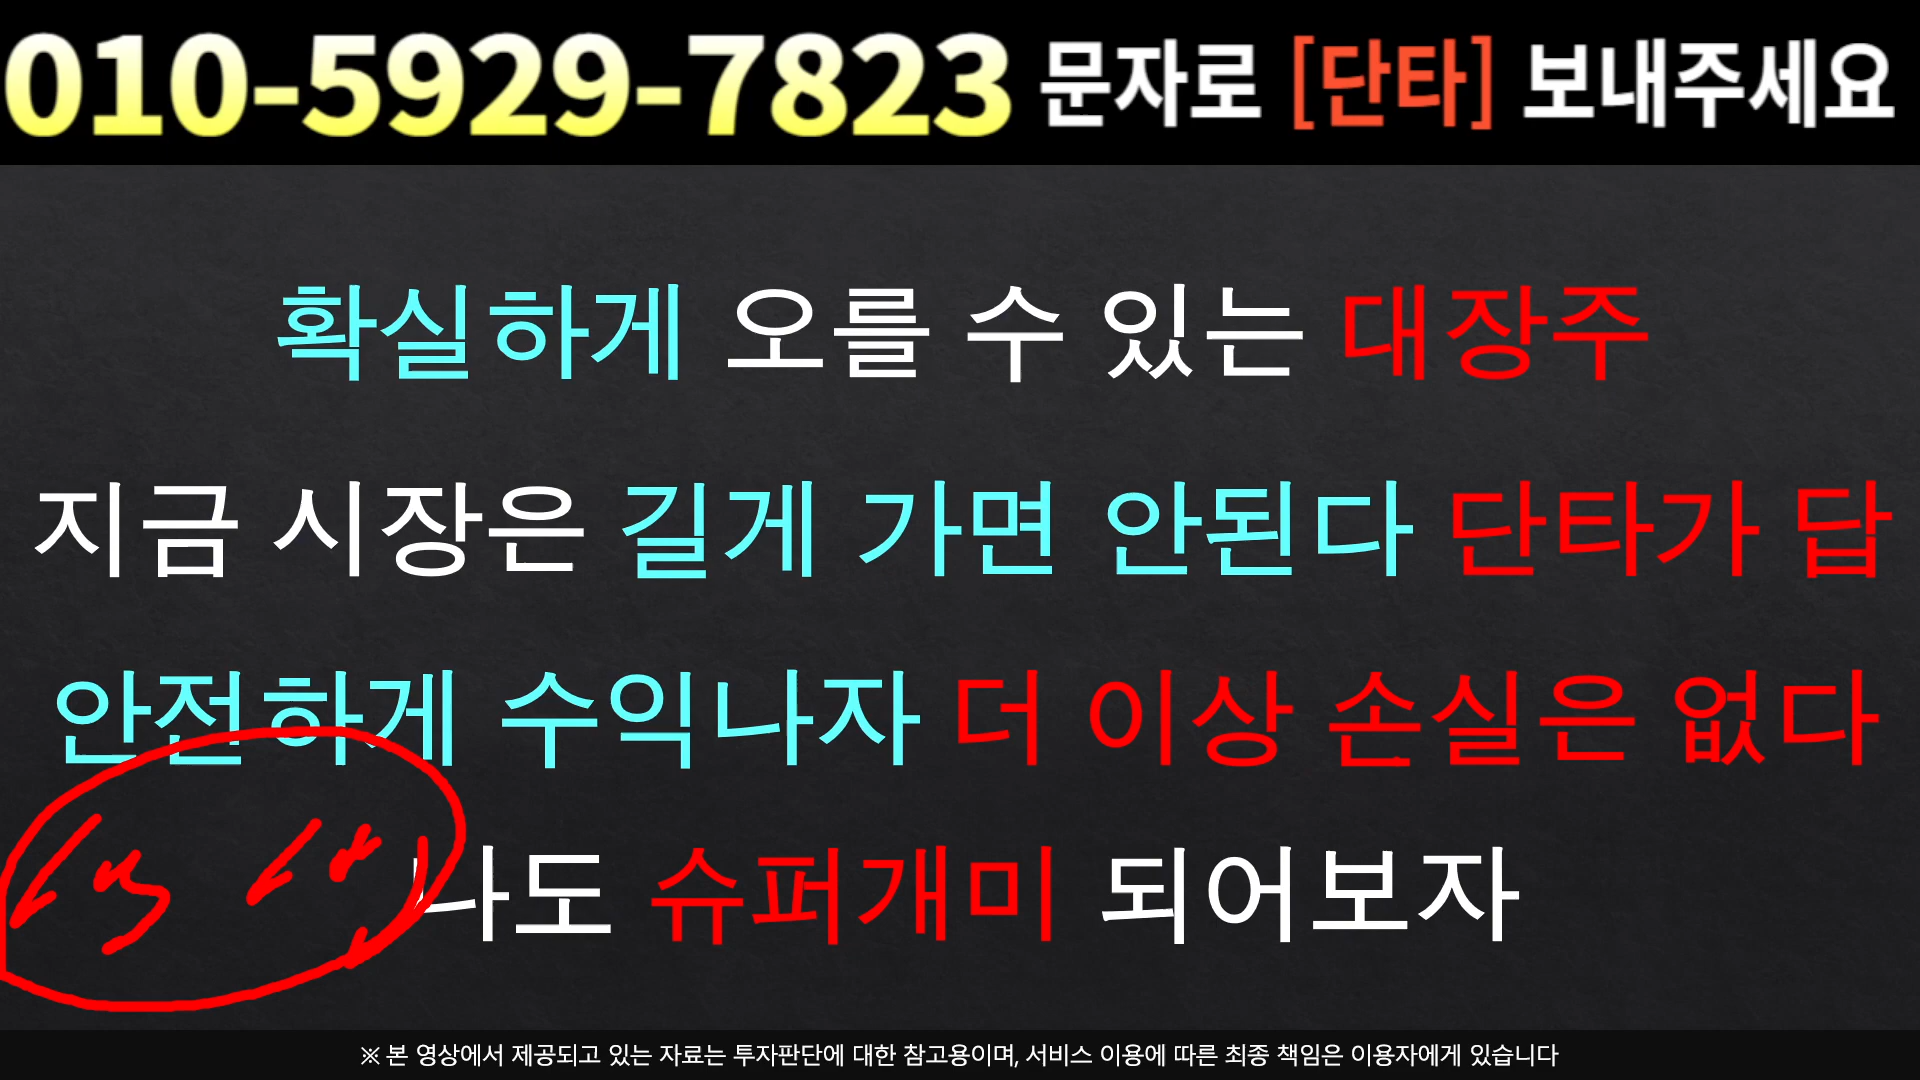 010-5929-7823 문자로 [단타] 보내주세요
확실하게 오를 수 있는 대장주
지금 시장은 길게 가면 안된다 단타가 답
안전하게 수익나자 더 이상 손실은 없다
나도 슈퍼개미 되어보자
※ 본 영상에서 제공되고 있는 자료는 투자판단에 대한 참고용이며, 서비스 이용에 따른 최종 책임은 이용자에게 있습니다